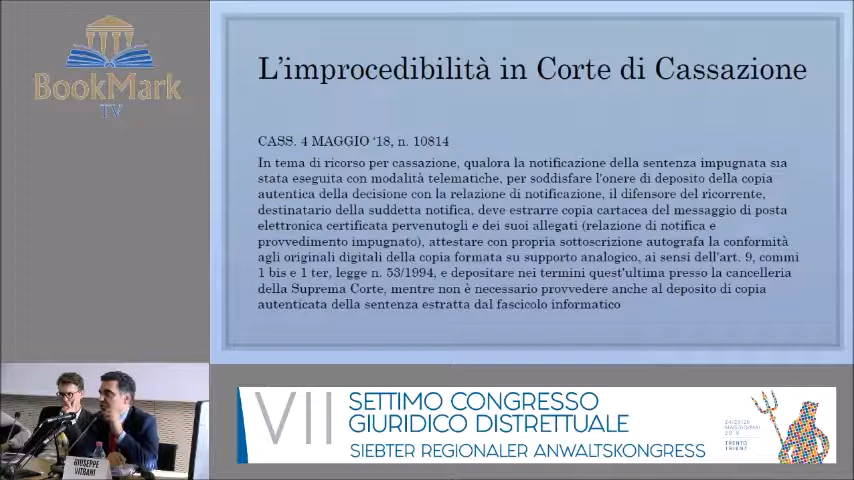 BookMark
TV
L'improcedibilità in Corte di Cassazione
CASS. 4 MAGGIO '18, n. 10814
In tema di ricorso per cassazione, qualora la notificazione della sentenza impugnata sia
stata eseguita con modalità telematiche, per soddisfare l'onere di deposito della copia
autentica della decisione con la relazione di notificazione, il difensore del ricorrente,
destinatario della suddetta notifica, deve estrarre copia cartacea del messaggio di posta
elettronica certificata pervenutogli e dei suoi allegati (relazione di notifica e
provvedimento impugnato), attestare con propria sottoscrizione autografa la conformità
agli originali digitali della copia formata su supporto analogico, ai sensi dell'art. 9, commi
1 bis e 1 ter, legge n. 53/1994, e depositare nei termini quest'ultima presso la cancelleria
della Suprema Corte, mentre non è necessario provvedere anche al deposito di copia
autenticata della sentenza estratta dal fascicolo informatico
GIUSEPPE
VITRANI
VII
SETTIMO CONGRESSO
GIURIDICO DISTRETTUALE
SIEBTER REGIONALER ANWALTSKONGRESS
TRENTO
TRIENT